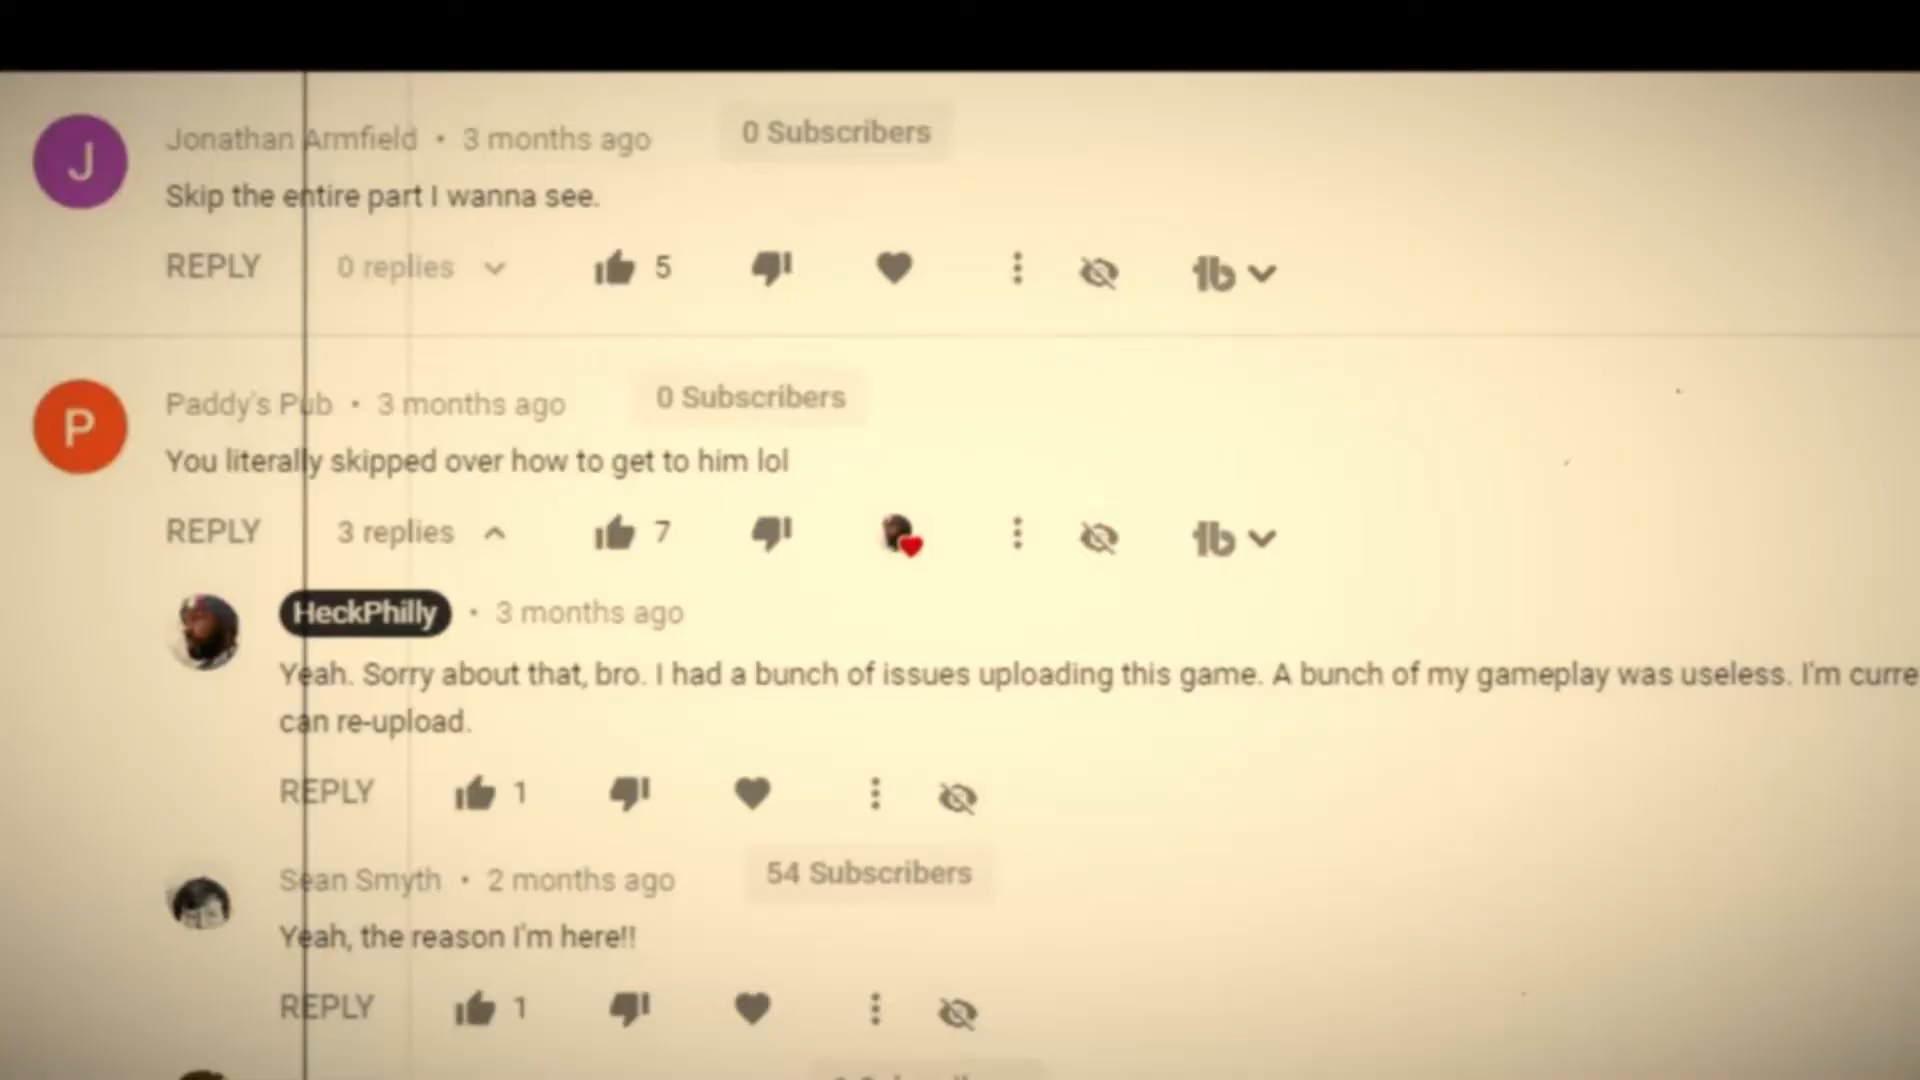 J
Jonathan Armfield • 3 months ago 0 Subscribers
Skip the entire part I wanna see.
REPLY 0 replies 5 tb
P
Paddy's Pub • 3 months ago 0 Subscribers
You literally skipped over how to get to him lol
REPLY 3 replies 7 tb
HeckPhilly • 3 months ago
Yeah. Sorry about that, bro. I had a bunch of issues uploading this game. A bunch of my gameplay was useless. I'm curre
can re-upload.
REPLY 1
Sean Smyth • 2 months ago 54 Subscribers
Yeah, the reason I'm here!!
REPLY 1